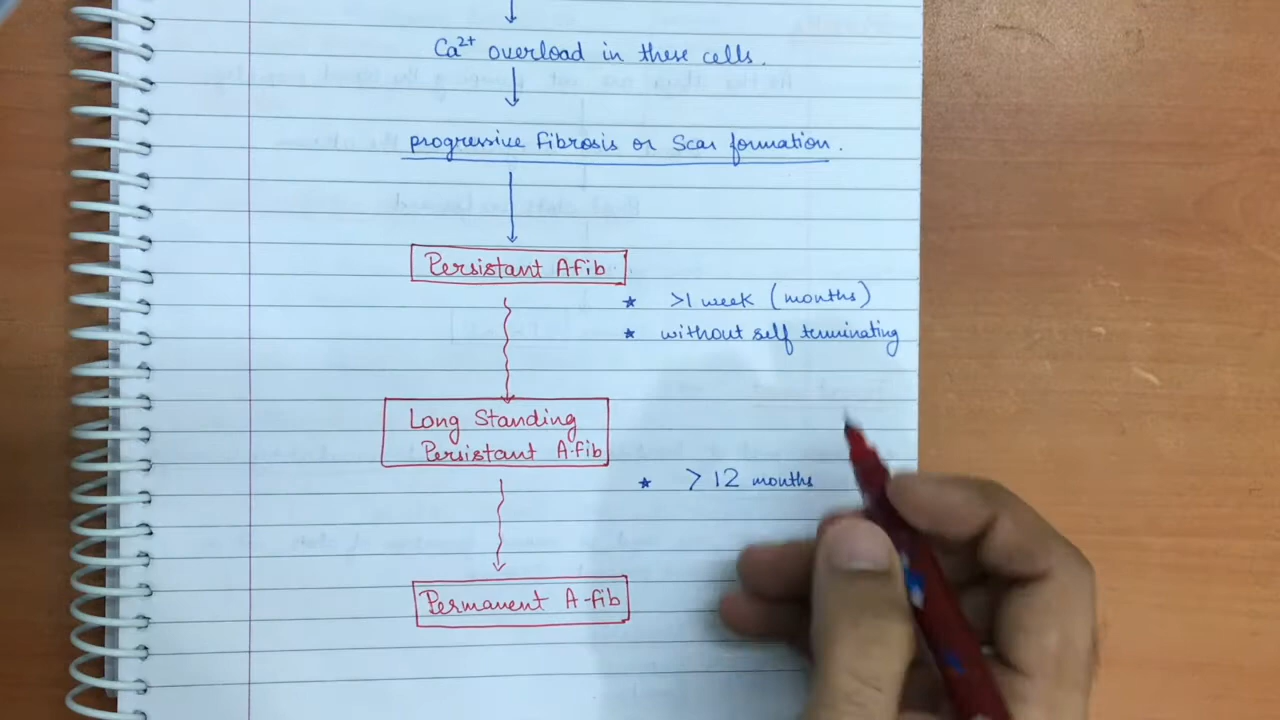 Ca²⁺ overload in these cells.
progressive fibrosis or Scar formation.
Persistant Afib.
* >1 week (months)
* without self terminating
Long Standing
Persistant A-fib
* > 12 months
Permanent A-fib